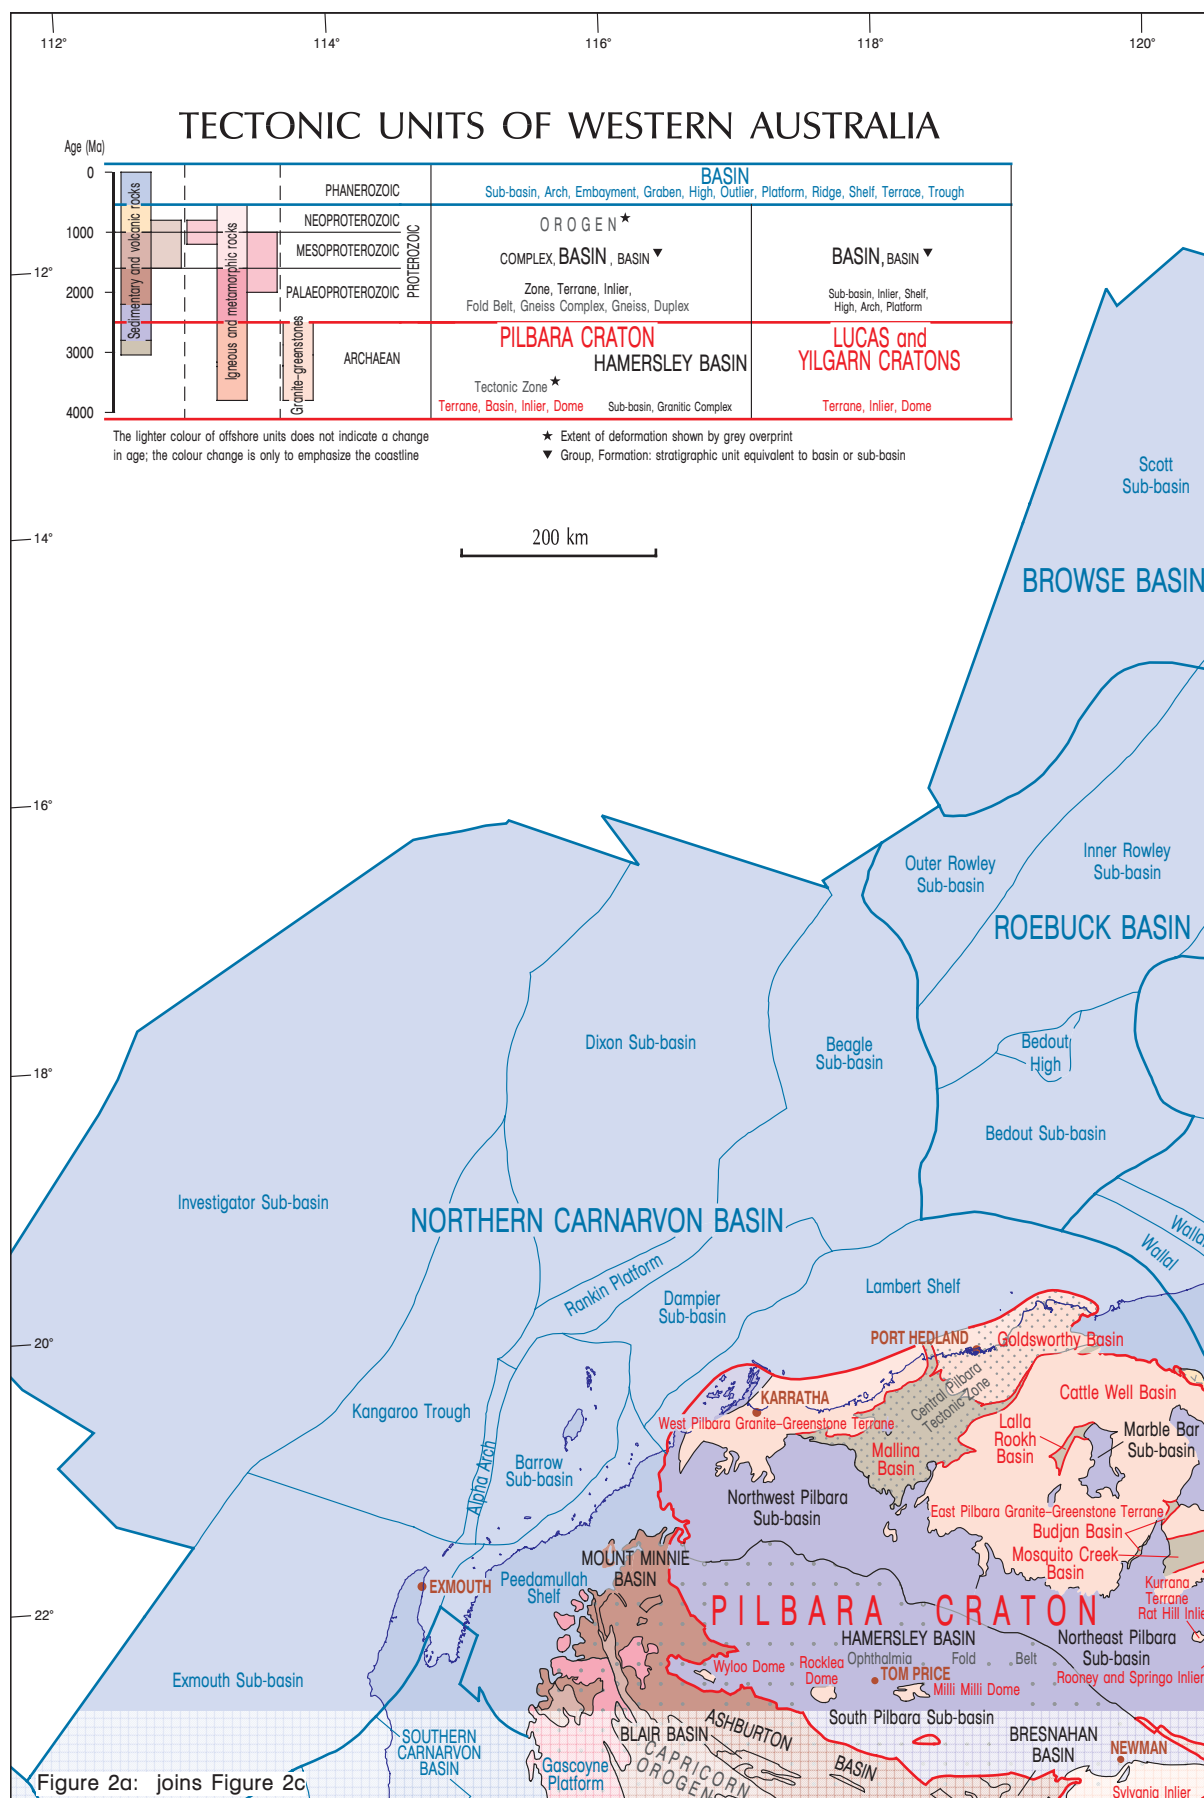 112°
114°
116°
118°
120°
TECTONIC UNITS OF WESTERN AUSTRALIA
Age (Ma)
0
1000
2000
3000
4000
Sedimentary and volcanic rocks
Igneous and metamorphic rocks
Granite-greenstones
PHANEROZOIC
NEOPROTEROZOIC
MESOPROTEROZOIC
PALAEOPROTEROZOIC
PROTEROZOIC
ARCHAEAN
BASIN
Sub-basin, Arch, Embayment, Graben, High, Outlier, Platform, Ridge, Shelf, Terrace, Trough
OROGEN★
COMPLEX, BASIN, BASIN▼
Zone, Terrane, Inlier,
Fold Belt, Gneiss Complex, Gneiss, Duplex
BASIN, BASIN▼
Sub-basin, Inlier, Shelf,
High, Arch, Platform
PILBARA CRATON
HAMERSLEY BASIN
Tectonic Zone★
Terrane, Basin, Inlier, Dome
Sub-basin, Granitic Complex
LUCAS and
YILGARN CRATONS
Terrane, Inlier, Dome
The lighter colour of offshore units does not indicate a change
in age; the colour change is only to emphasize the coastline
★ Extent of deformation shown by grey overprint
▼ Group, Formation: stratigraphic unit equivalent to basin or sub-basin
200 km
12°
14°
16°
18°
20°
22°
Scott
Sub-basin
BROWSE BASIN
Outer Rowley
Sub-basin
Inner Rowley
Sub-basin
ROEBUCK BASIN
Dixon Sub-basin
Beagle
Sub-basin
Bedout
High
Bedout Sub-basin
Investigator Sub-basin
NORTHERN CARNARVON BASIN
Wallal
Rankin Platform
Dampier
Sub-basin
Lambert Shelf
PORT HEDLAND
Goldsworthy Basin
Kangaroo Trough
KARRATHA
Central Pilbara
Tectonic Zone
Cattle Well Basin
West Pilbara Granite-Greenstone Terrane
Lalla
Rookh
Basin
Marble Bar
Sub-basin
Mallina
Basin
Alpha Arch
Barrow
Sub-basin
Northwest Pilbara
Sub-basin
East Pilbara Granite-Greenstone Terrane
Budjan Basin
Mosquito Creek
Basin
MOUNT MINNIE
BASIN
Peedamullah
Shelf
EXMOUTH
Kurrana
Terrane
Rat Hill Inlie
PILBARA CRATON
HAMERSLEY BASIN
Northeast Pilbara
Sub-basin
Ophthalmia Fold Belt
Wyloo Dome
Rocklea
Dome
TOM PRICE
Milli Milli Dome
Rooney and Springo Inlier
Exmouth Sub-basin
South Pilbara Sub-basin
SOUTHERN
CARNARVON
BASIN
BLAIR BASIN
ASHBURTON
BASIN
CAPRICORN
OROGEN
BRESNAHAN
BASIN
NEWMAN
Gascoyne
Platform
Sylvania Inlier
Figure 2a: joins Figure 2c